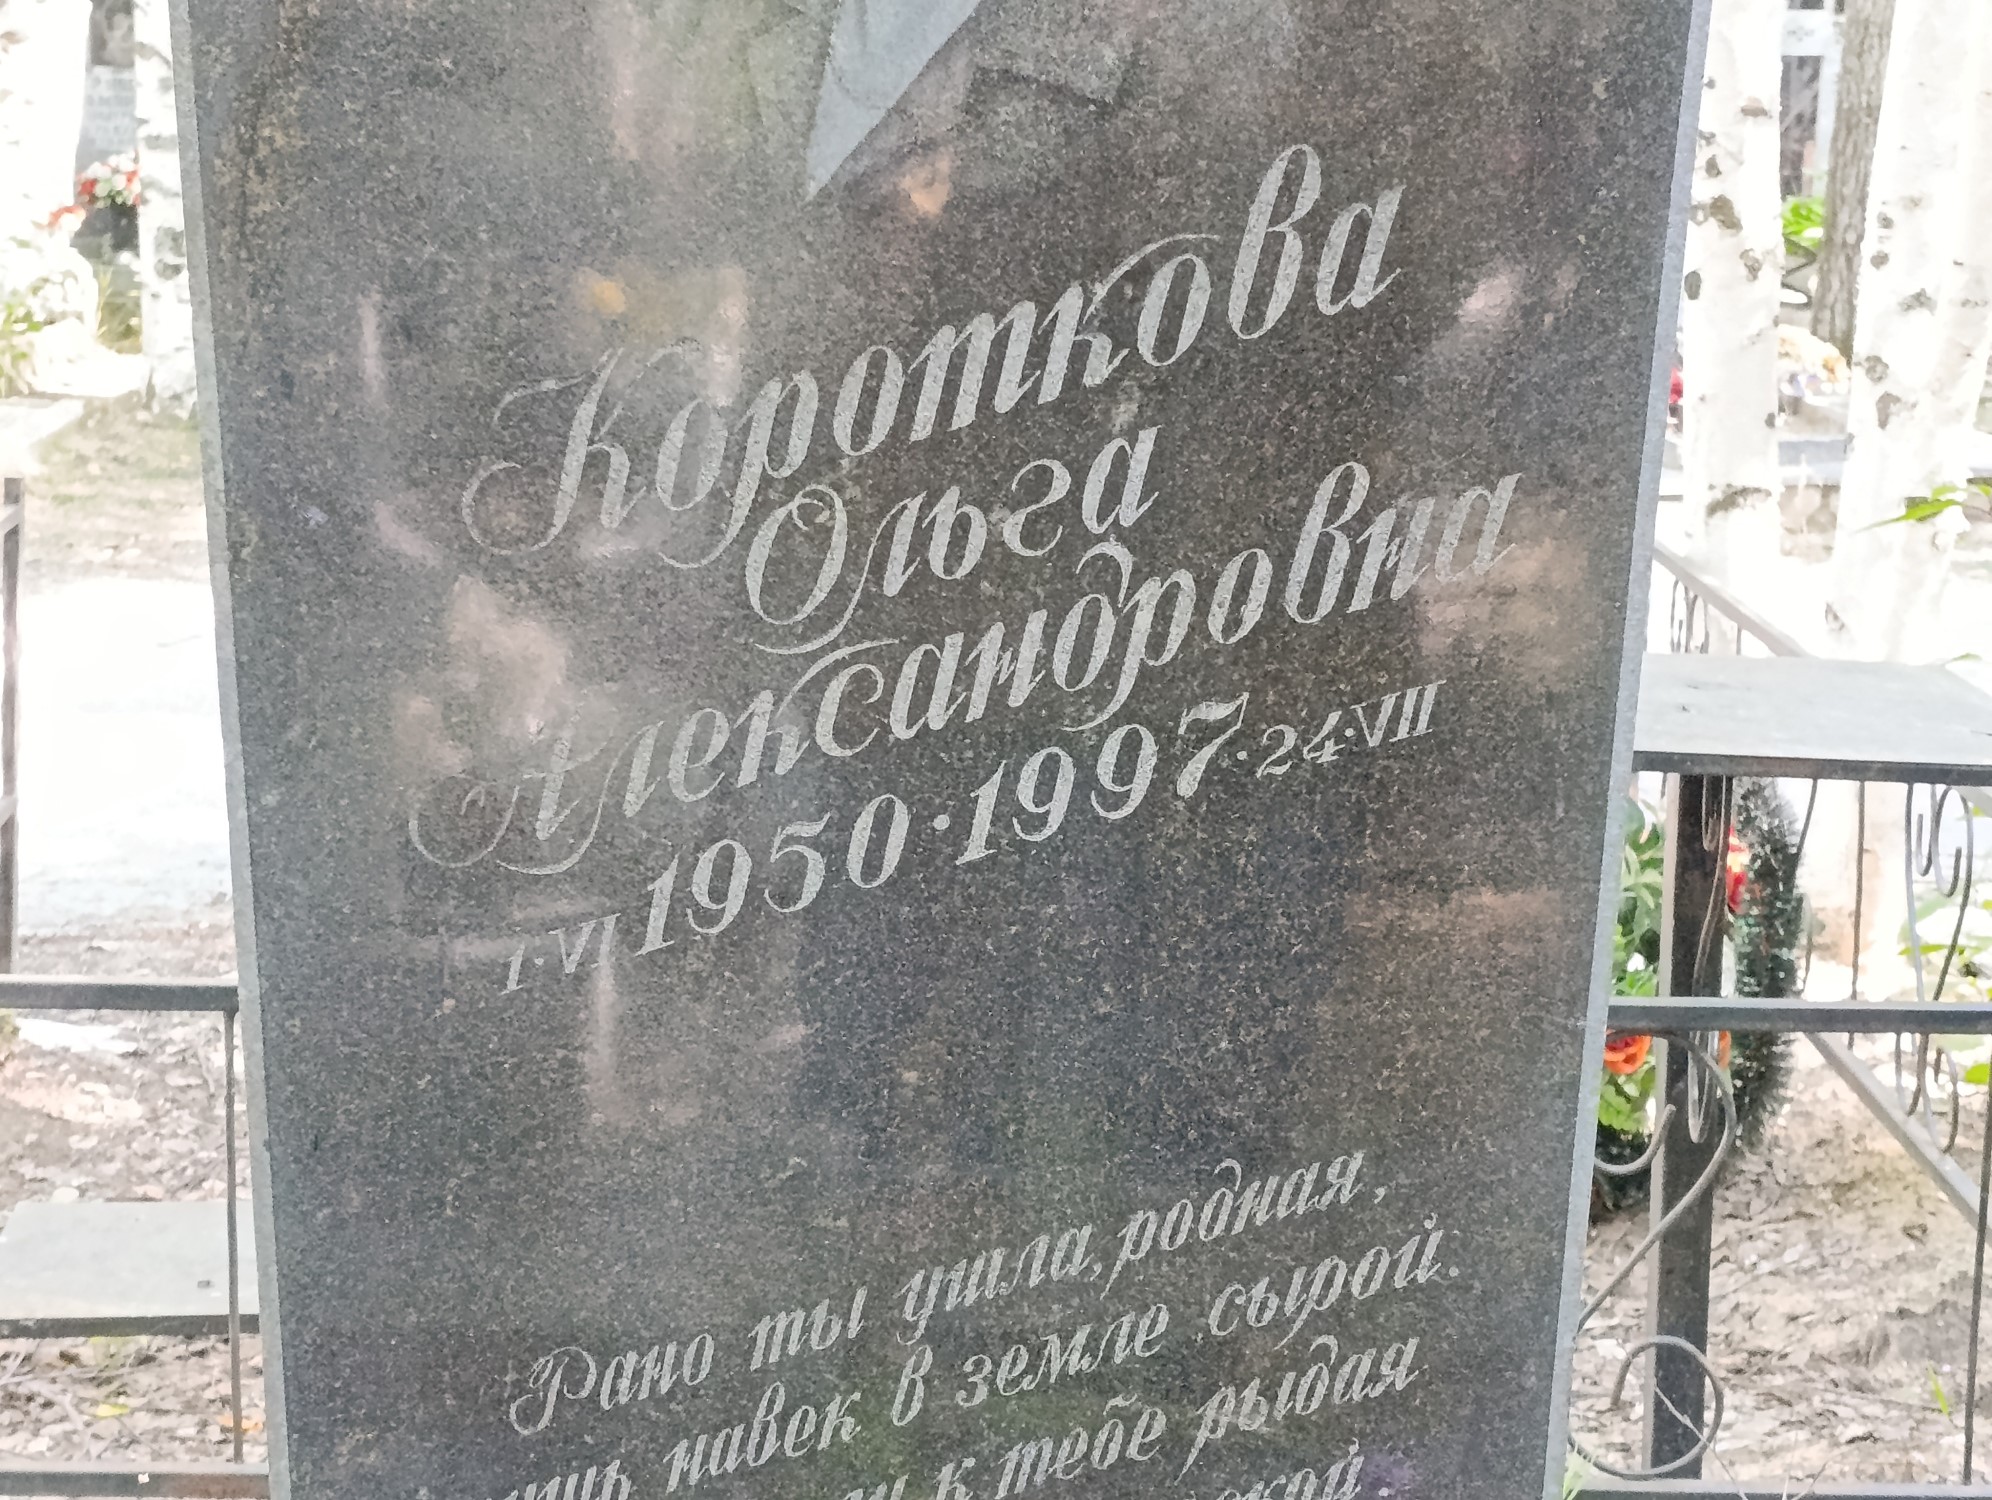 Короткова
Ольга
Александровна
1·VI 1950·1997·24·VII
Рано ты ушла, родная,
навек в земле сырой.
к тебе рыдая